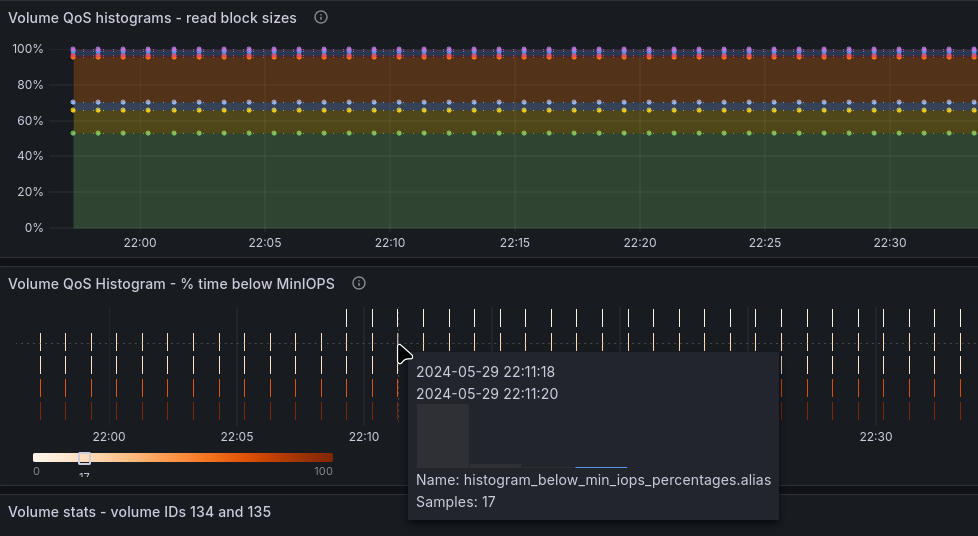 Volume QoS histograms - read block sizes
100%
80%
60%
40%
20%
0%
22:00 22:05 22:10 22:15 22:20 22:25 22:30
Volume QoS Histogram - % time below MinIOPS
2024-05-29 22:11:18
2024-05-29 22:11:20
22:00 22:05 22:10 22:30
0 17 100
Name: histogram_below_min_iops_percentages.alias
Samples: 17
Volume stats - volume IDs 134 and 135